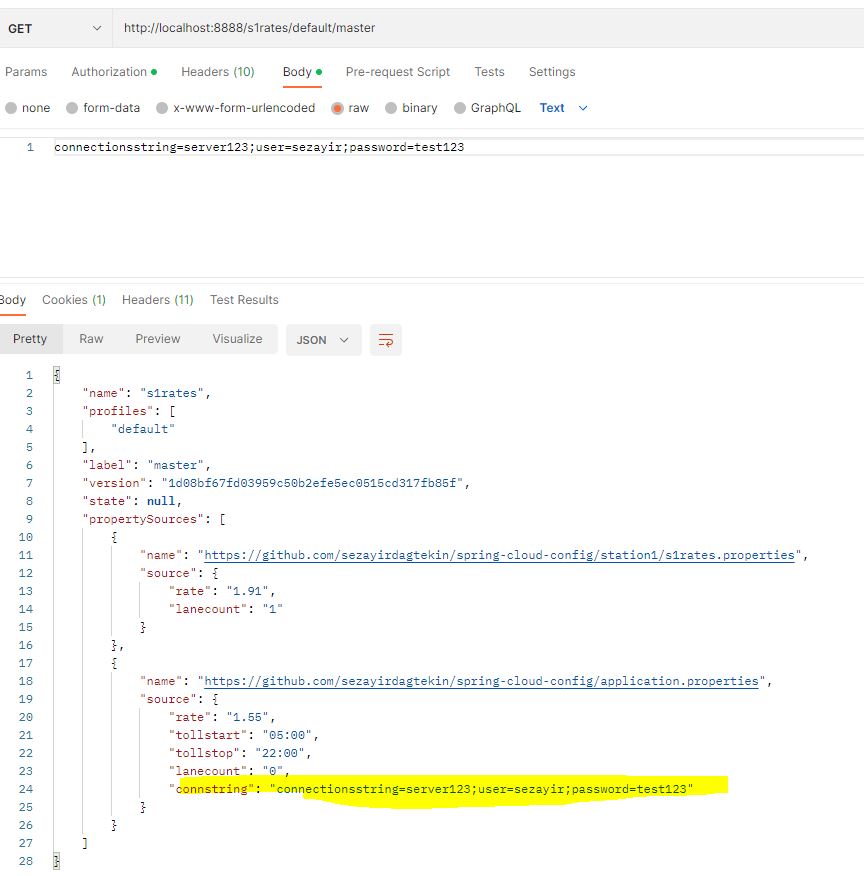 GET http://localhost:8888/s1rates/default/master
Params Authorization Headers (10) Body Pre-request Script Tests Settings
none form-data x-www-form-urlencoded raw binary GraphQL Text
1 connectionsstring=server123;user=sezayir;password=test123
Body Cookies (1) Headers (11) Test Results
Pretty Raw Preview Visualize JSON
1 {
2 "name": "s1rates",
3 "profiles": [
4 "default"
5 ],
6 "label": "master",
7 "version": "1d08bf67fd03959c50b2efe5ec0515cd317fb85f",
8 "state": null,
9 "propertySources": [
10 {
11 "name": "https://github.com/sezayirdagtekin/spring-cloud-config/station1/s1rates.properties",
12 "source": {
13 "rate": "1.91",
14 "lanecount": "1"
15 }
16 },
17 {
18 "name": "https://github.com/sezayirdagtekin/spring-cloud-config/application.properties",
19 "source": {
20 "rate": "1.55",
21 "tollstart": "05:00",
22 "tollstop": "22:00",
23 "lanecount": "0",
24 "connstring": "connectionsstring=server123;user=sezayir;password=test123"
25 }
26 }
27 ]
28 }